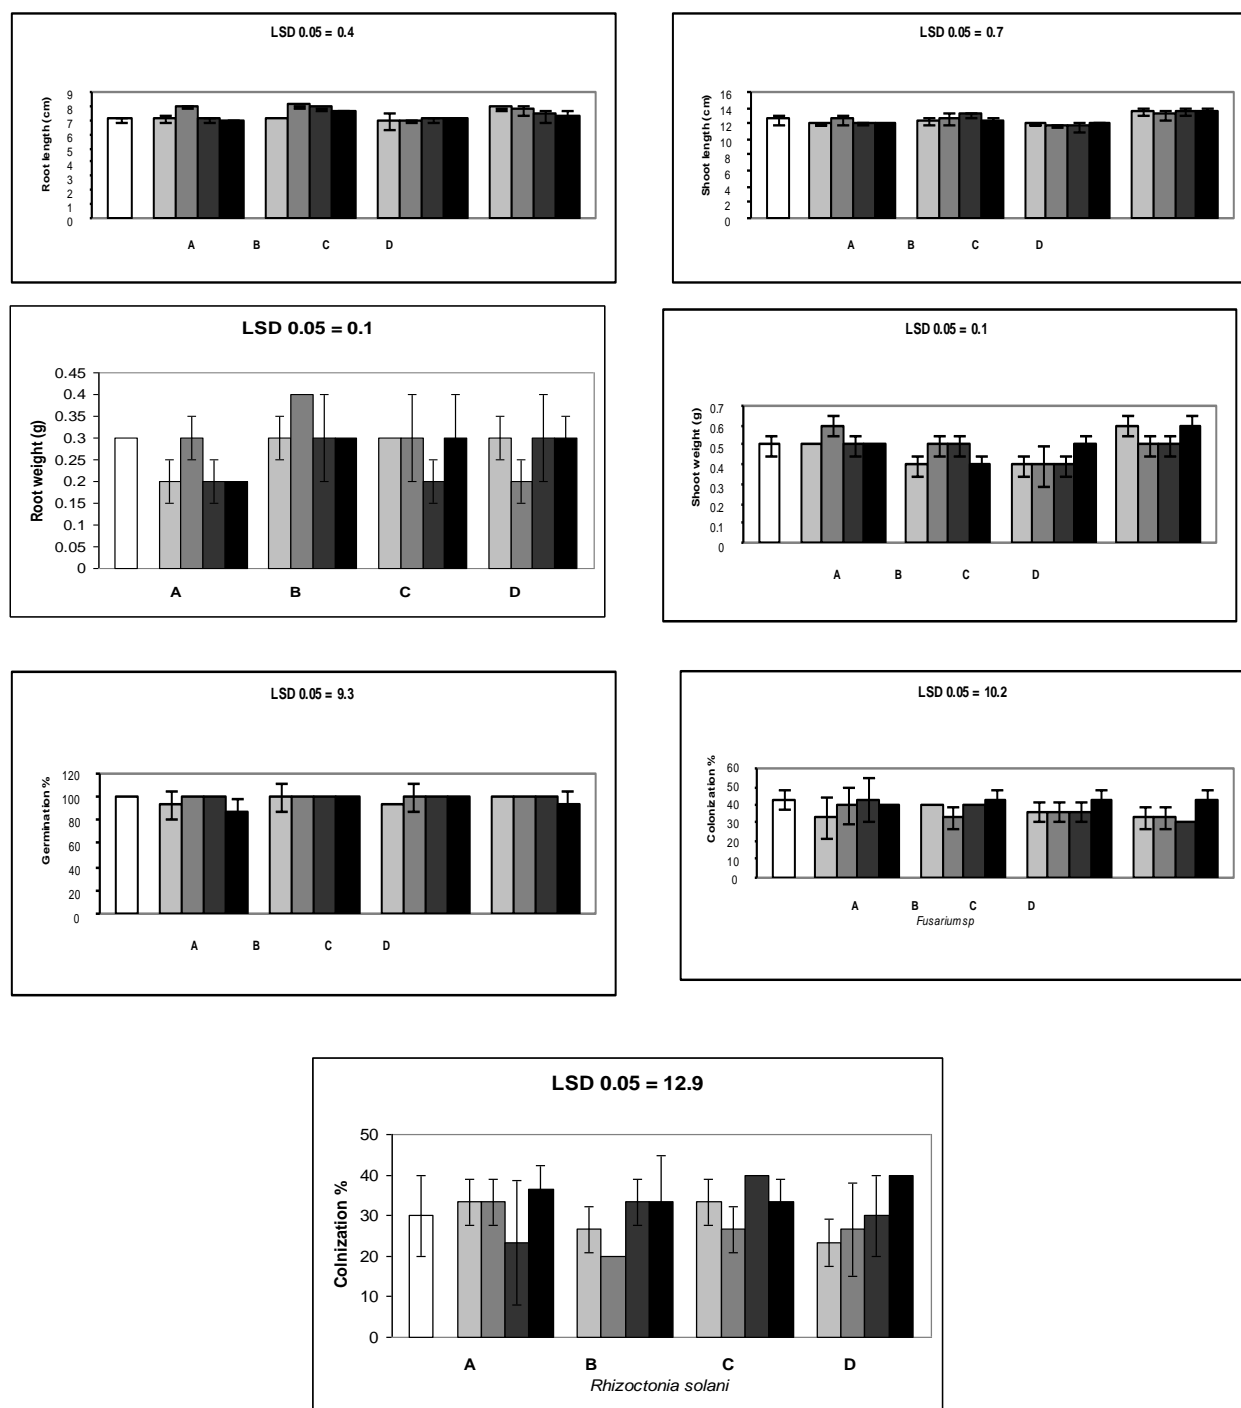 LSD 0.05 = 0.4
Root length (cm)
9
8
7
6
5
4
3
2
1
0
A B C D
LSD 0.05 = 0.7
Shoot length (cm)
16
14
12
10
8
6
4
2
0
A B C D
LSD 0.05 = 0.1
Root weight (g)
0.45
0.4
0.35
0.3
0.25
0.2
0.15
0.1
0.05
0
A B C D
LSD 0.05 = 0.1
Shoot weight (g)
0.7
0.6
0.5
0.4
0.3
0.2
0.1
0
A B C D
LSD 0.05 = 9.3
Germination %
120
100
80
60
40
20
0
A B C D
LSD 0.05 = 10.2
Colonization %
60
50
40
30
20
10
0
A B C D
Fusarium sp
LSD 0.05 = 12.9
Colnization %
50
40
30
20
10
0
A B C D
Rhizoctonia solani